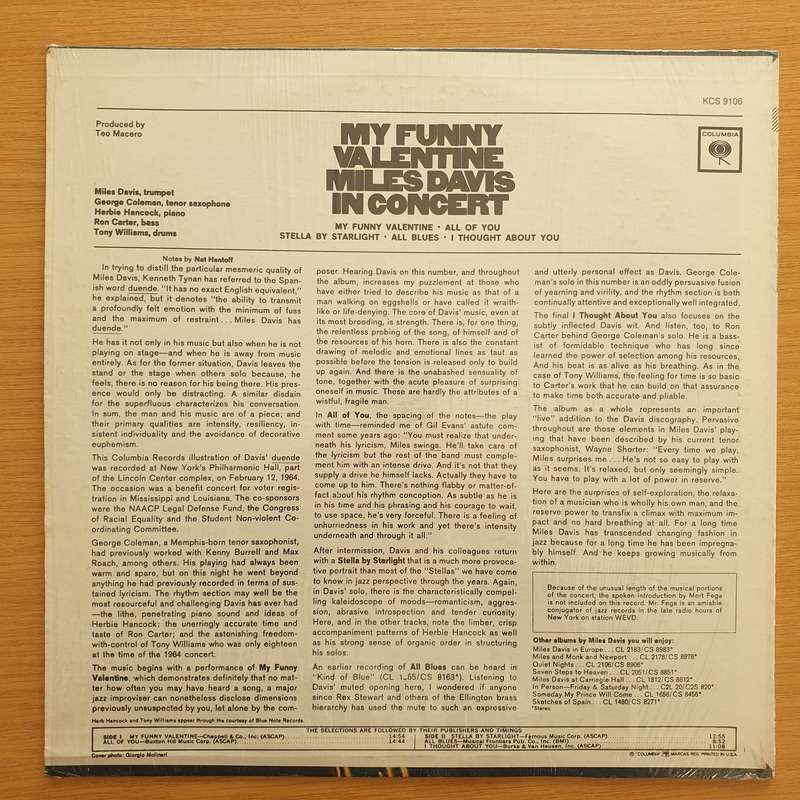 KCS 9106
Produced by
Teo Macero
COLUMBIA
MY FUNNY
VALENTINE
MILES DAVIS
IN CONCERT
Miles Davis, trumpet
George Coleman, tenor saxophone
Herbie Hancock, piano
Ron Carter, bass
Tony Williams, drums
MY FUNNY VALENTINE · ALL OF YOU
STELLA BY STARLIGHT · ALL BLUES · I THOUGHT ABOUT YOU
Notes by Nat Hentoff
In trying to distill the particular mesmeric quality of
Miles Davis, Kenneth Tynan has referred to the Span-
ish word duende. "It has no exact English equivalent,"
he explained, but it denotes "the ability to transmit
a profoundly felt emotion with the minimum of fuss
and the maximum of restraint... Miles Davis has
duende."
He has it not only in his music but also when he is not
playing on stage—and when he is away from music
entirely. As for the former situation, Davis leaves the
stand or the stage when others solo because, he
feels, there is no reason for his being there. His pres-
ence would only be distracting. A similar disdain
for the superfluous characterizes his conversation.
In sum, the man and his music are of a piece; and
their primary qualities are intensity, resiliency, in-
sistent individuality and the avoidance of decorative
euphemism.
This Columbia Records illustration of Davis' duende
was recorded at New York's Philharmonic Hall, part
of the Lincoln Center complex, on February 12, 1964.
The occasion was a benefit concert for voter regis-
tration in Mississippi and Louisiana. The co-sponsors
were the NAACP Legal Defense Fund, the Congress
of Racial Equality and the Student Non-violent Co-
ordinating Committee.
George Coleman, a Memphis-born tenor saxophonist,
had previously worked with Kenny Burrell and Max
Roach, among others. His playing had always been
warm and spare, but on this night he went beyond
anything he had previously recorded in terms of sus-
tained lyricism. The rhythm section may well be the
most resourceful and challenging Davis has ever had
—the lithe, penetrating piano sound and ideas of
Herbie Hancock; the unerringly accurate time and
taste of Ron Carter; and the astonishing freedom-
with-control of Tony Williams who was only eighteen
at the time of the 1964 concert.
The music begins with a performance of My Funny
Valentine, which demonstrates definitely that no mat-
ter how often you may have heard a song, a major
jazz improviser can nonetheless disclose dimensions
previously unsuspected by you, let alone by the com-
poser. Hearing Davis on this number, and throughout
the album, increases my puzzlement at those who
have either tried to describe his music as that of a
man walking on eggshells or have called it wraith-
like or life-denying. The core of Davis' music, even at
its most brooding, is strength. There is, for one thing,
the relentless probing of the song, of himself and of
the resources of his horn. There is also the constant
drawing of melodic and emotional lines as taut as
possible before the tension is released only to build
up again. And there is the unabashed sensuality of
tone, together with the acute pleasure of surprising
oneself in music. These are hardly the attributes of a
wistful, fragile man.
In All of You, the spacing of the notes—the play
with time—reminded me of Gil Evans' astute com-
ment some years ago: "You must realize that under-
neath his lyricism, Miles swings. He'll take care of
the lyricism but the rest of the band must comple-
ment him with an intense drive. And it's not that they
supply a drive he himself lacks. Actually they have to
come up to him. There's nothing flabby or matter-of-
fact about his rhythm conception. As subtle as he is
in his time and his phrasing and his courage to wait,
to use space, he's very forceful. There is a feeling of
unhurriedness in his work and yet there's intensity
underneath and through it all."
After intermission, Davis and his colleagues return
with a Stella by Starlight that is a much more provoca-
tive portrait than most of the "Stellas" we have come
to know in jazz perspective through the years. Again,
in Davis' solo, there is the characteristically compel-
ling kaleidoscope of moods—romanticism, aggres-
sion, abrasive introspection and tender curiosity.
Here, and in the other tracks, note the limber, crisp
accompaniment patterns of Herbie Hancock as well
as his strong sense of organic order in structuring
his solos.
An earlier recording of All Blues can be heard in
"Kind of Blue" (CL 1355/CS 8163*). Listening to
Davis' muted opening here, I wondered if anyone
since Rex Stewart and others of the Ellington brass
hierarchy has used the mute to such an expressive
and utterly personal effect as Davis. George Cole-
man's solo in this number is an oddly persuasive fusion
of yearning and virility, and the rhythm section is both
continually attentive and exceptionally well integrated.
The final I Thought About You also focuses on the
subtly inflected Davis wit. And listen, too, to Ron
Carter behind George Coleman's solo. He is a bass-
ist of formidable technique who has long since
learned the power of selection among his resources,
And his beat is as alive as his breathing. As in the
case of Tony Williams, the feeling for time is so basic
to Carter's work that he can build on that assurance
to make time both accurate and pliable.
The album as a whole represents an important
"live" addition to the Davis discography. Pervasive
throughout are those elements in Miles Davis' play-
ing that have been described by his current tenor
saxophonist, Wayne Shorter: "Every time we play,
Miles surprises me... He's not so easy to play with
as it seems. It's relaxed, but only seemingly simple.
You have to play with a lot of power in reserve."
Here are the surprises of self-exploration, the relaxa-
tion of a musician who is wholly his own man, and the
reserve power to transfix a climax with maximum im-
pact and no hard breathing at all. For a long time
Miles Davis has transcended changing fashion in
jazz because for a long time he has been impregna-
bly himself. And he keeps growing musically from
within.
Because of the unusual length of the musical portions
of the concert, the spoken introduction by Mort Fega
is not included on this record. Mr. Fega is an amiable
conjugator of jazz records in the late radio hours of
New York on station WEVD.
Other albums by Miles Davis you will enjoy:
Miles Davis in Europe... CL 2183/CS 8983*
Miles and Monk and Newport... CL 2178/CS 8978*
Quiet Nights... CL 2106/CS 8906*
Seven Steps to Heaven... CL 2051/CS 8851*
Miles Davis at Carnegie Hall... CL 1812/CS 8612*
In Person—Friday & Saturday Night... C2L 20/C2S 820*
Someday My Prince Will Come... CL 1656/CS 8456*
Sketches of Spain... CL 1480/CS 8271*
*Stereo
Herb Hancock and Tony Williams appear through the courtesy of Blue Note Records.
THE SELECTIONS ARE FOLLOWED BY THEIR PUBLISHERS AND TIMINGS
SIDE I MY FUNNY VALENTINE—Chappell & Co., Inc. (ASCAP) 14:54
ALL OF YOU—Buxton Hill Music Corp. (ASCAP) 14:44
SIDE II STELLA BY STARLIGHT—Famous Music Corp. (ASCAP) 12:55
ALL BLUES—Musical Frontiers Pub. Co., Inc. (BMI) 8:52
I THOUGHT ABOUT YOU—Burke & Van Heusen, Inc. (ASCAP) 11:08
Cover photo: Giorgio Molineri
® "COLUMBIA" MARCAS REG. PRINTED IN U.S.A.